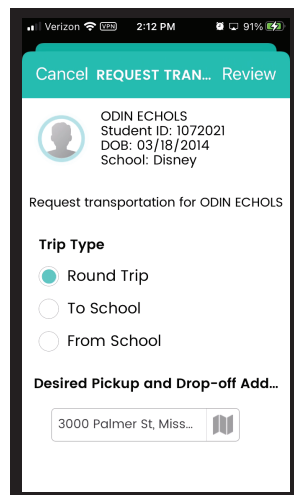 Verizon VPN 2:12 PM 91%
Cancel REQUEST TRAN... Review
ODIN ECHOLS
Student ID: 1072021
DOB: 03/18/2014
School: Disney
Request transportation for ODIN ECHOLS
Trip Type
Round Trip
To School
From School
Desired Pickup and Drop-off Add...
3000 Palmer St, Miss...